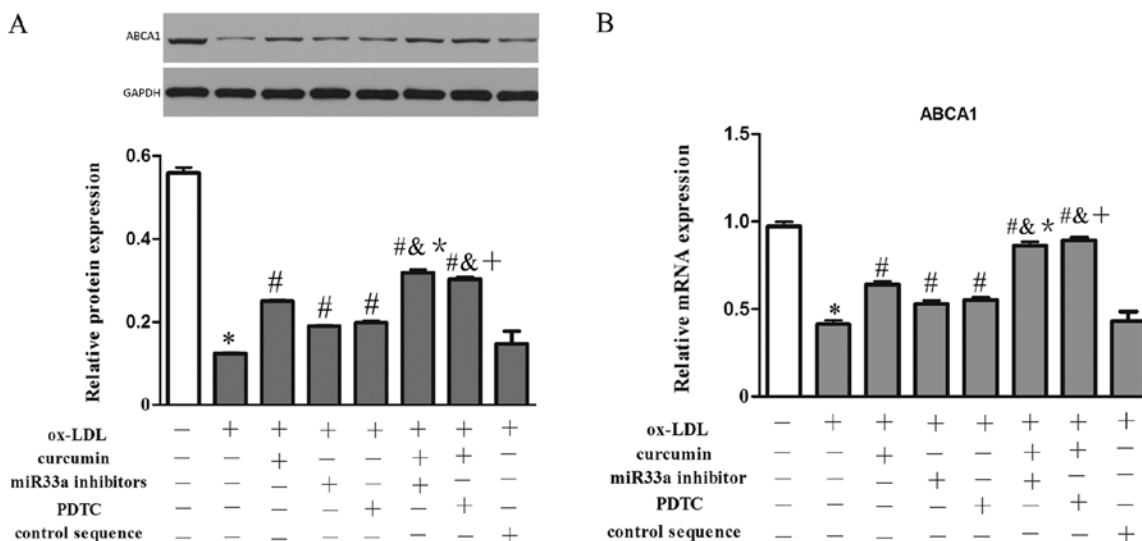 A
ABCA1
GAPDH
Relative protein expression
0.6
0.4
0.2
0
*
#
#
#
#& *
#& +
ox-LDL − + + + + + + +
curcumin − − + − − + + −
miR33a inhibitors − − − + − + − −
PDTC − − − − + − + −
control sequence − − − − − − − +
B
ABCA1
Relative mRNA expression
1.5
1.0
0.5
0
*
#
#
#
#& *
#& +
ox-LDL − + + + + + + +
curcumin − − + − − + + −
miR33a inhibitor − − − + − + − −
PDTC − − − − + − + −
control sequence − − − − − − − +